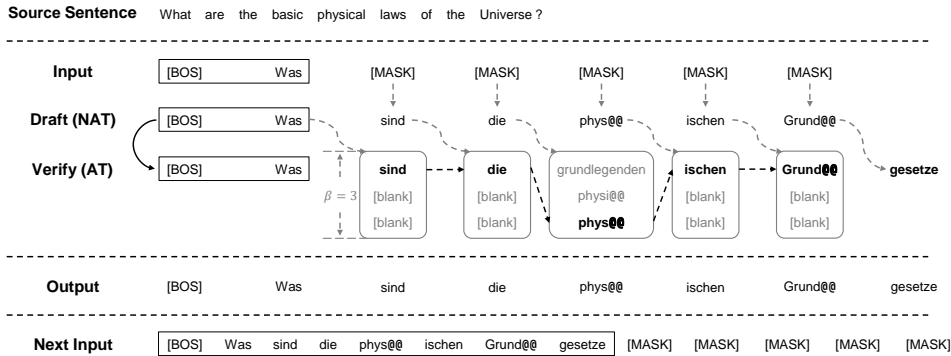 Source Sentence What are the basic physical laws of the Universe ?
Input [BOS] Was [MASK] [MASK] [MASK] [MASK] [MASK]
Draft (NAT) [BOS] Was sind die phys@@ ischen Grund@@
Verify (AT) [BOS] Was sind die grundlegenden ischen Grund@@ gesetze
β = 3 [blank] [blank] physi@@ [blank] [blank]
[blank] [blank] phys@@ [blank] [blank]
Output [BOS] Was sind die phys@@ ischen Grund@@ gesetze
Next Input [BOS] Was sind die phys@@ ischen Grund@@ gesetze [MASK] [MASK] [MASK] [MASK] [MASK]